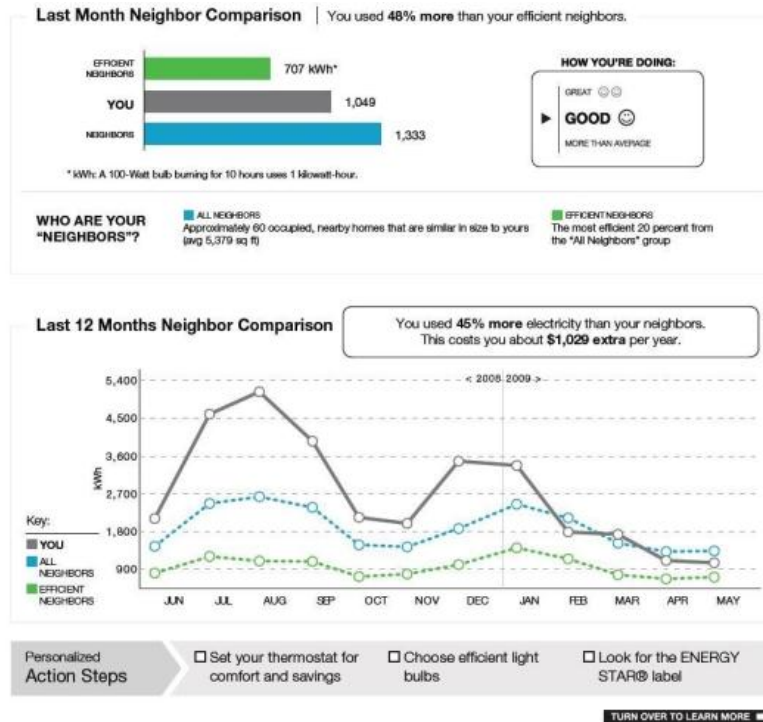 Last Month Neighbor Comparison | You used 48% more than your efficient neighbors.
EFFICIENT
NEIGHBORS
707 kWh*
YOU
1,049
NEIGHBORS
1,333
* kWh: A 100-Watt bulb burning for 10 hours uses 1 kilowatt-hour.
HOW YOU'RE DOING:
GREAT
GOOD
MORE THAN AVERAGE
WHO ARE YOUR
"NEIGHBORS"?
ALL NEIGHBORS
Approximately 60 occupied, nearby homes that are similar in size to yours
(avg 5,379 sq ft)
EFFICIENT NEIGHBORS
The most efficient 20 percent from
the "All Neighbors" group
Last 12 Months Neighbor Comparison
You used 45% more electricity than your neighbors.
This costs you about $1,029 extra per year.
< 2008 2009 >
5,400
4,500
3,600
2,700
1,800
900
kWh
Key:
YOU
ALL
NEIGHBORS
EFFICIENT
NEIGHBORS
JUN JUL AUG SEP OCT NOV DEC JAN FEB MAR APR MAY
Personalized
Action Steps
Set your thermostat for
comfort and savings
Choose efficient light
bulbs
Look for the ENERGY
STAR® label
TURN OVER TO LEARN MORE